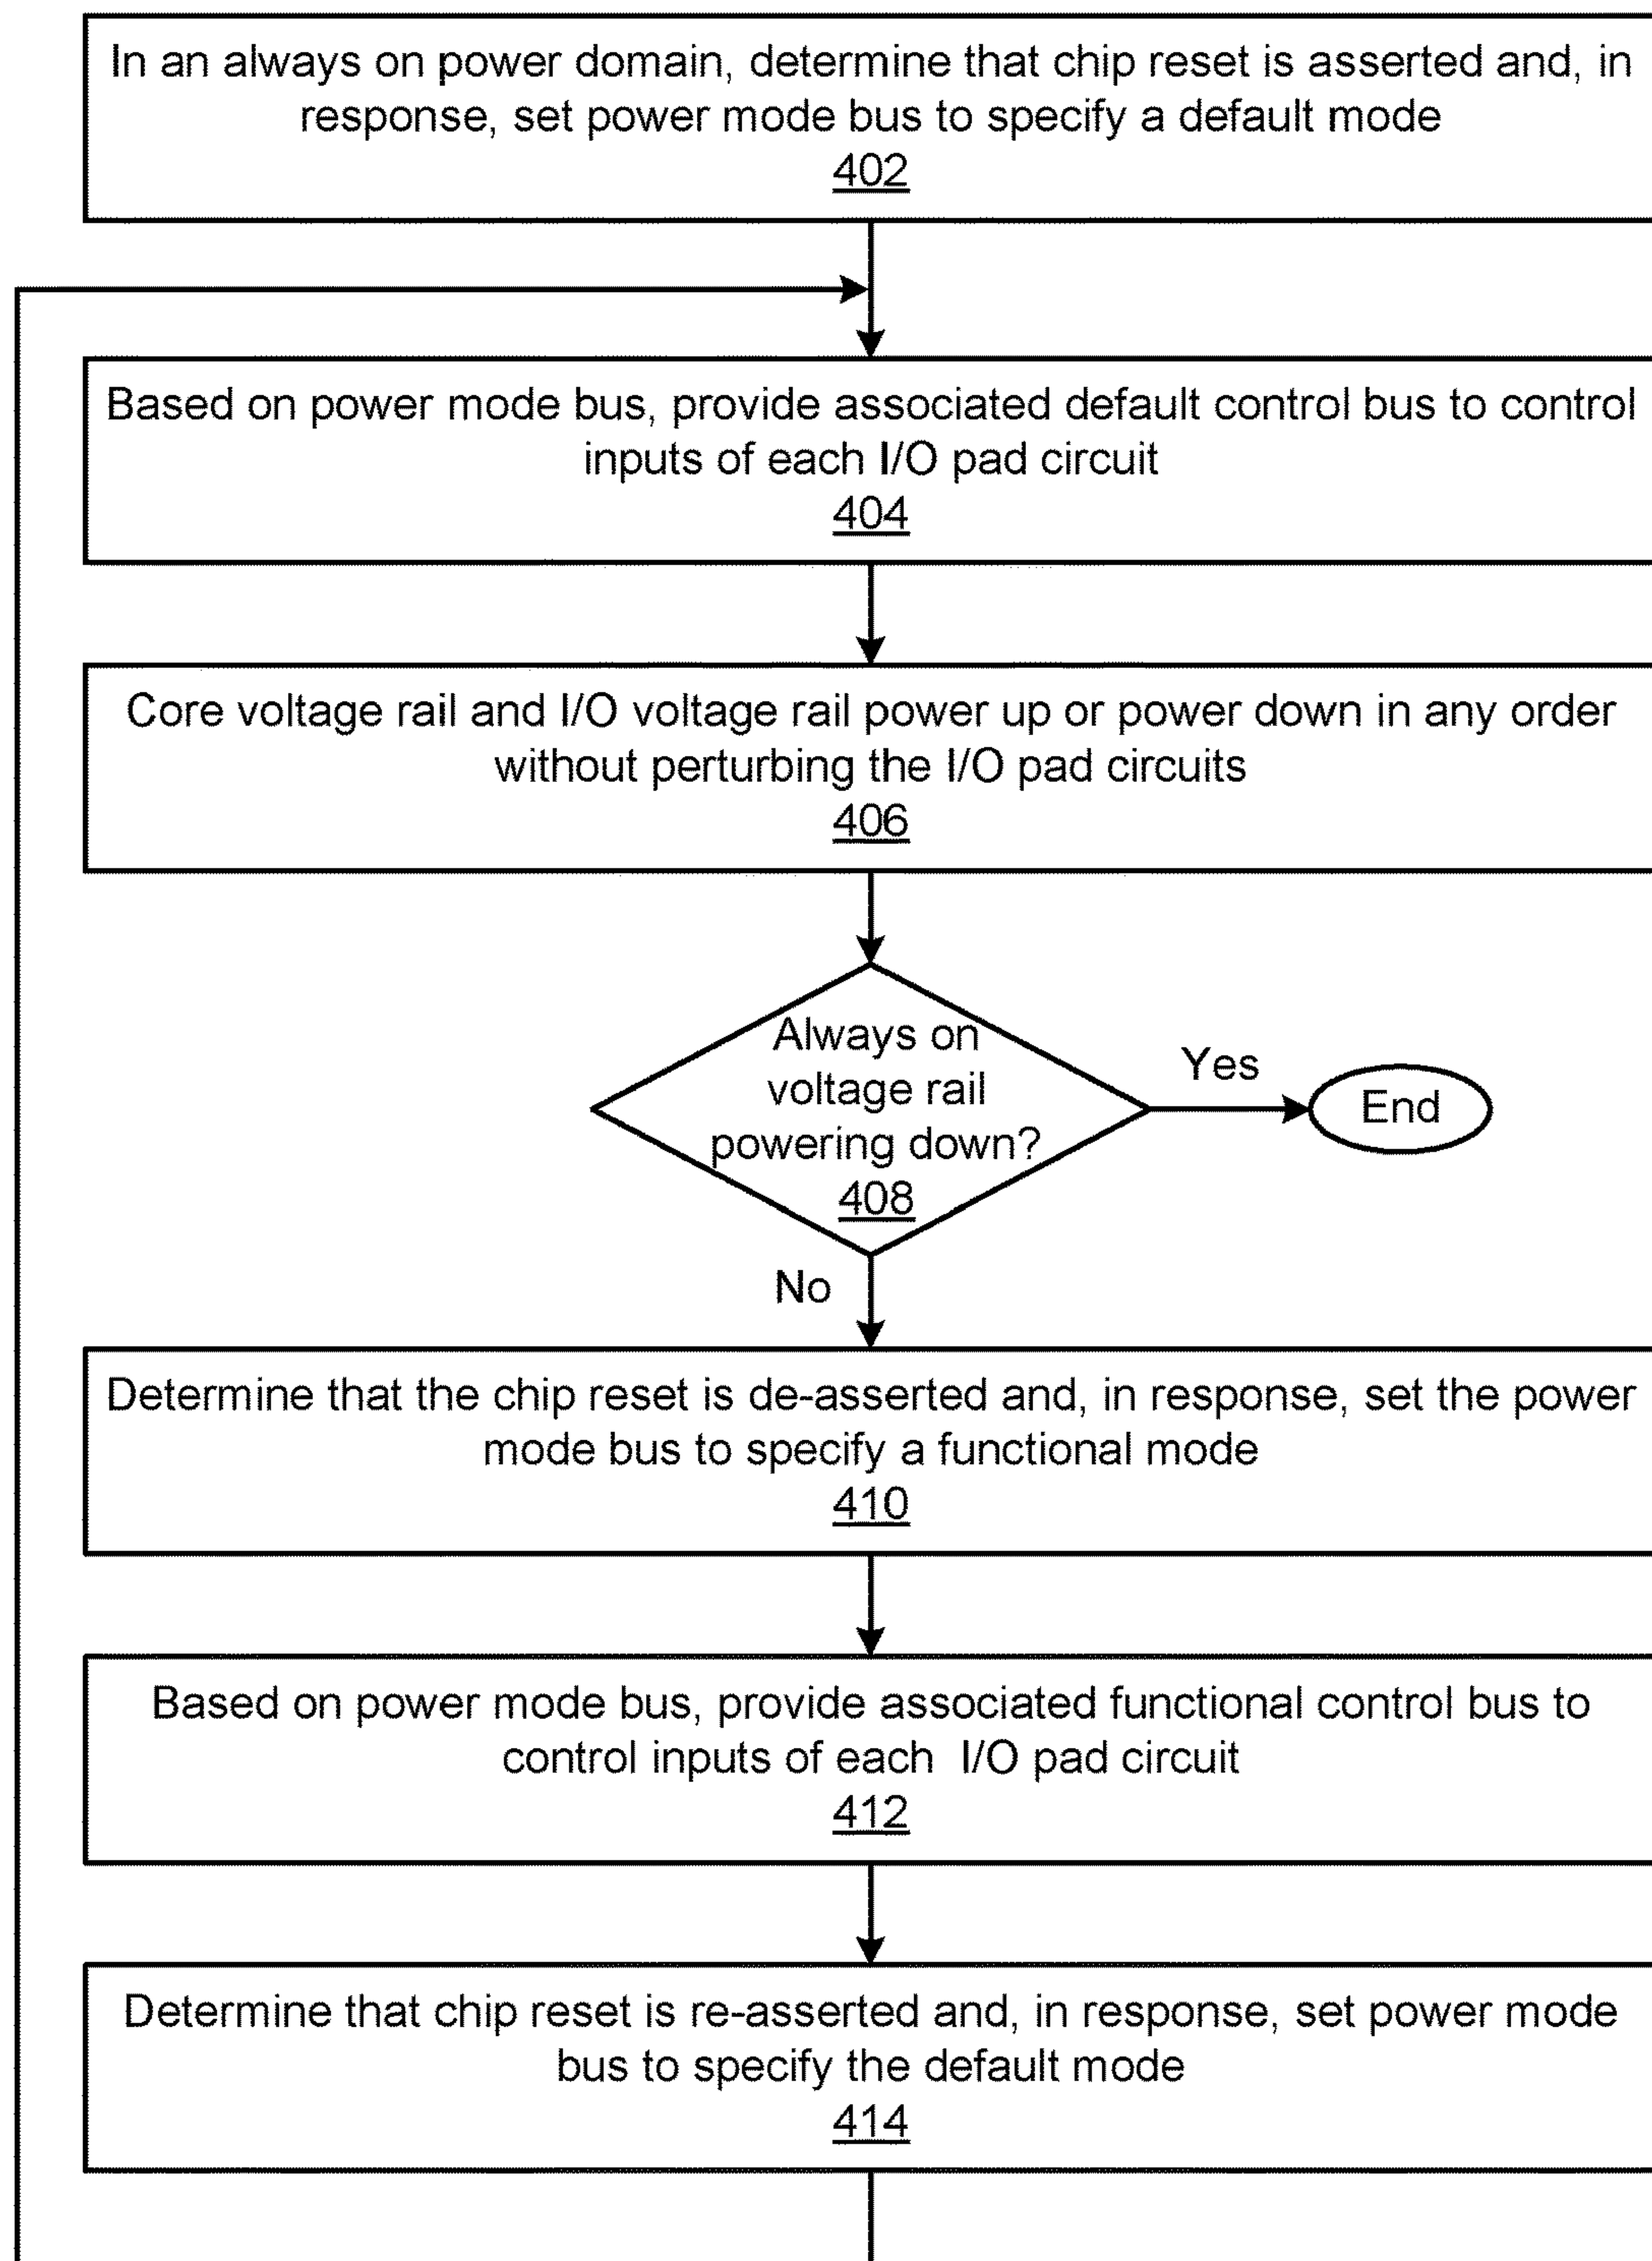 In an always on power domain, determine that chip reset is asserted and, in
response, set power mode bus to specify a default mode
402
Based on power mode bus, provide associated default control bus to control
inputs of each I/O pad circuit
404
Core voltage rail and I/O voltage rail power up or power down in any order
without perturbing the I/O pad circuits
406
Always on
voltage rail
powering down?
408
Yes
End
No
Determine that the chip reset is de-asserted and, in response, set the power
mode bus to specify a functional mode
410
Based on power mode bus, provide associated functional control bus to
control inputs of each I/O pad circuit
412
Determine that chip reset is re-asserted and, in response, set power mode
bus to specify the default mode
414